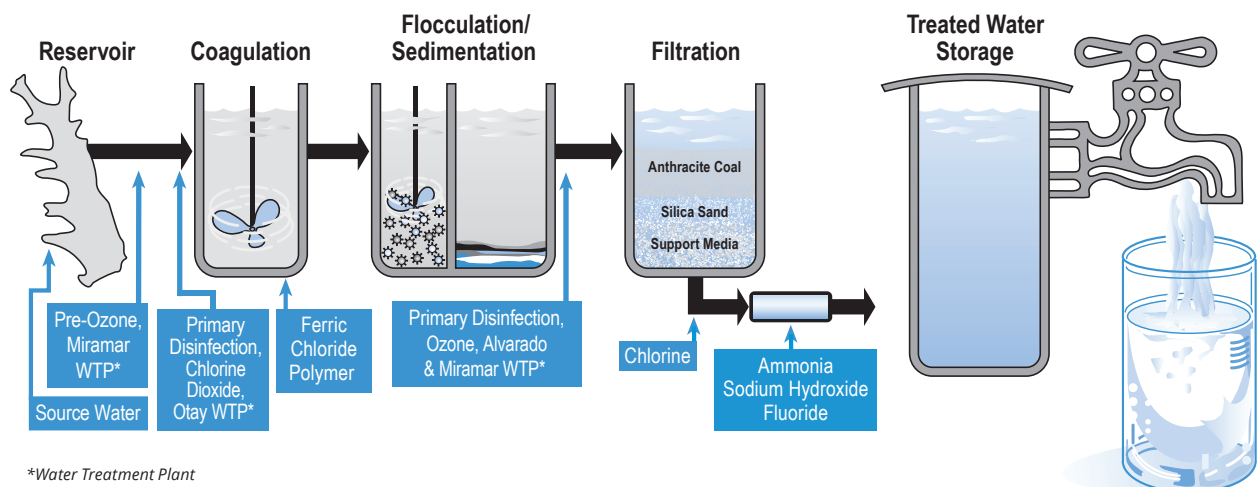 Reservoir
Coagulation
Flocculation/
Sedimentation
Filtration
Treated Water
Storage
Anthracite Coal
Silica Sand
Support Media
Source Water
Pre-Ozone,
Miramar
WTP*
Primary
Disinfection,
Chlorine
Dioxide,
Otay WTP*
Ferric
Chloride
Polymer
Primary Disinfection,
Ozone, Alvarado
& Miramar WTP*
Chlorine
Ammonia
Sodium Hydroxide
Fluoride
*Water Treatment Plant